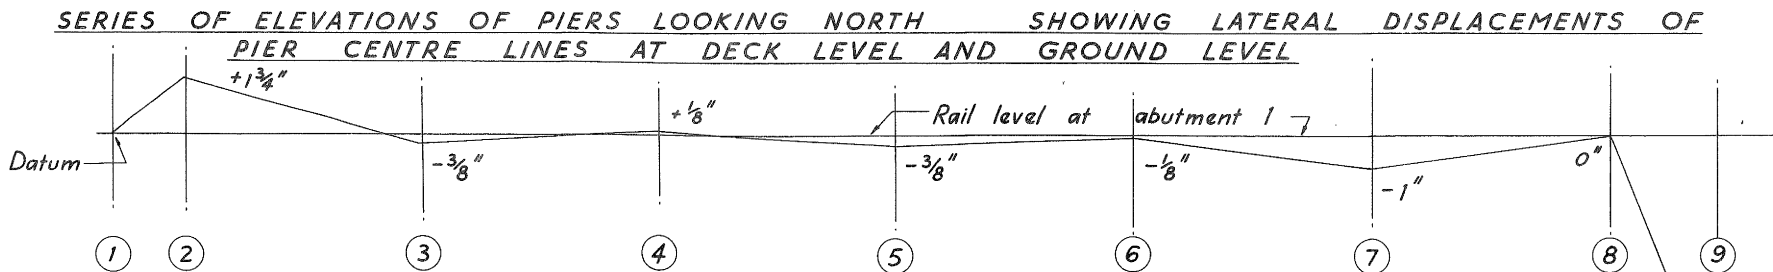 SERIES OF ELEVATIONS OF PIERS LOOKING NORTH SHOWING LATERAL DISPLACEMENTS OF
PIER CENTRE LINES AT DECK LEVEL AND GROUND LEVEL
+1¾"
+⅛"
Rail level at abutment 1
Datum
-⅜"
-⅜"
-⅛"
-1"
0"
1 2 3 4 5 6 7 8 9